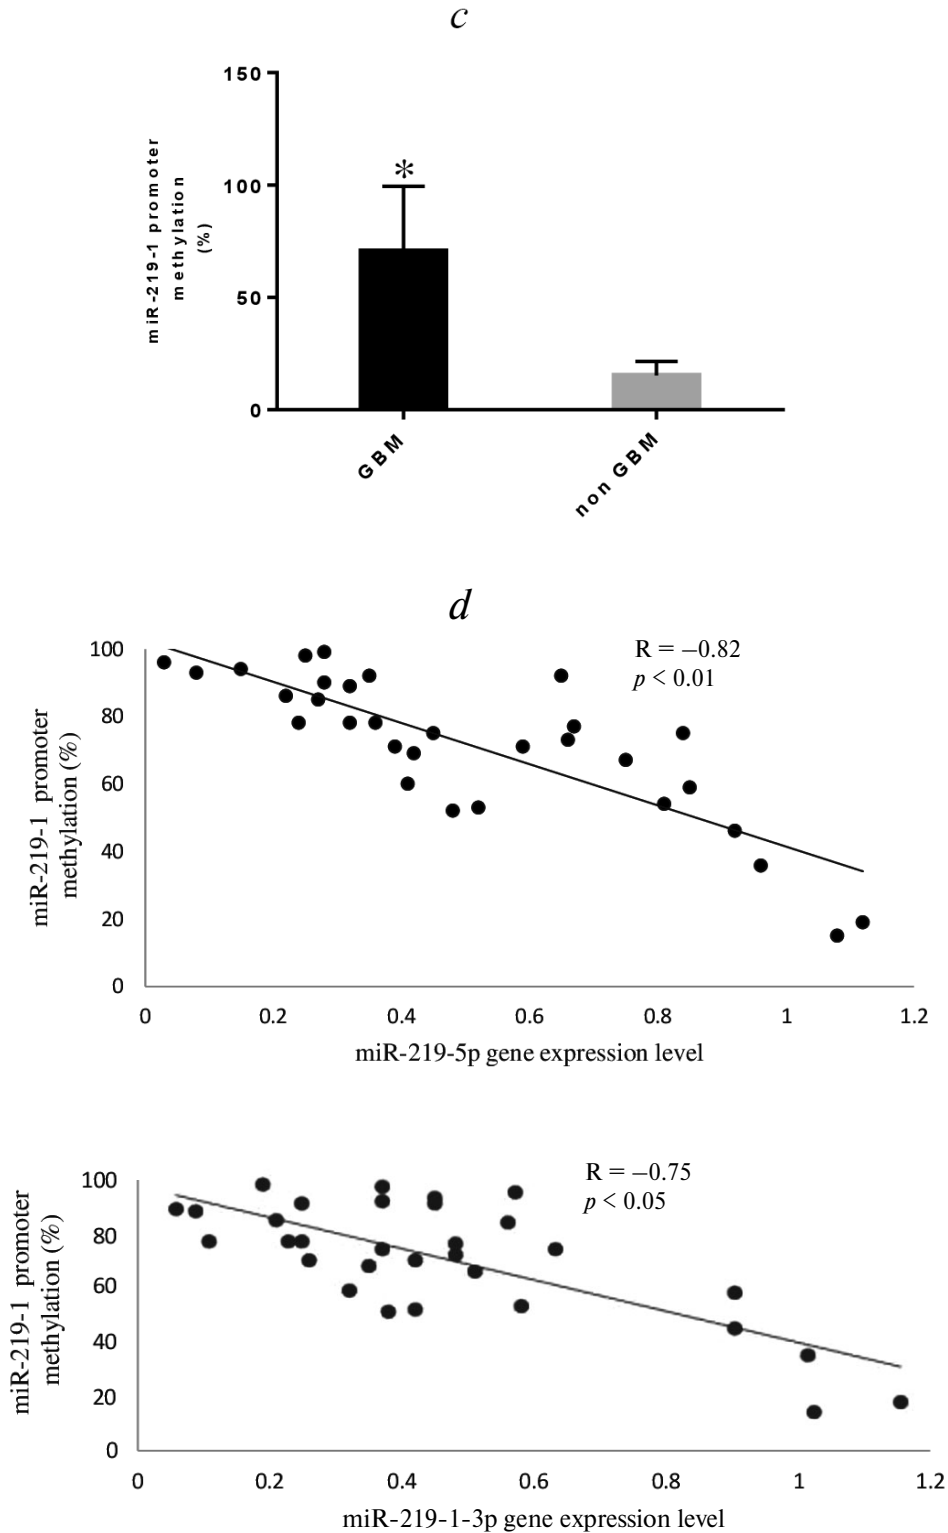 c
150
100
50
0
*
miR-219-1 promoter
methylation
(%)
GBM
non GBM
d
R = –0.82
p < 0.01
100
80
60
40
20
0
miR-219-1 promoter
methylation (%)
0 0.2 0.4 0.6 0.8 1 1.2
miR-219-5p gene expression level
R = –0.75
p < 0.05
100
80
60
40
20
0
miR-219-1 promoter
methylation (%)
0 0.2 0.4 0.6 0.8 1 1.2
miR-219-1-3p gene expression level